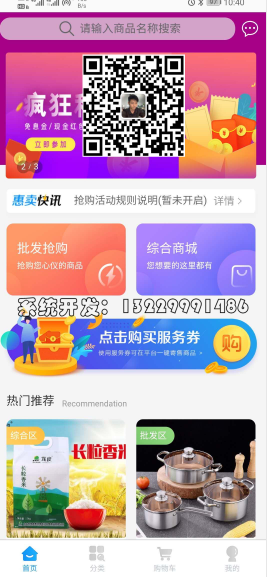 10:40
请输入商品名称搜索
疯狂
免惠金/现金红
立即参加
2 / 3
惠卖快讯
抢购活动规则说明(暂未开启)
详情 >
批发抢购
抢购您心仪的商品
综合商城
您想要的这里都有
系统开发：13229991486
点击购买服务券
使用服务券可在平台一键寄售商品
购
热门推荐 Recommendation
综合区
长粒香米
长粒香米
批发区
首页
分类
购物车
我的